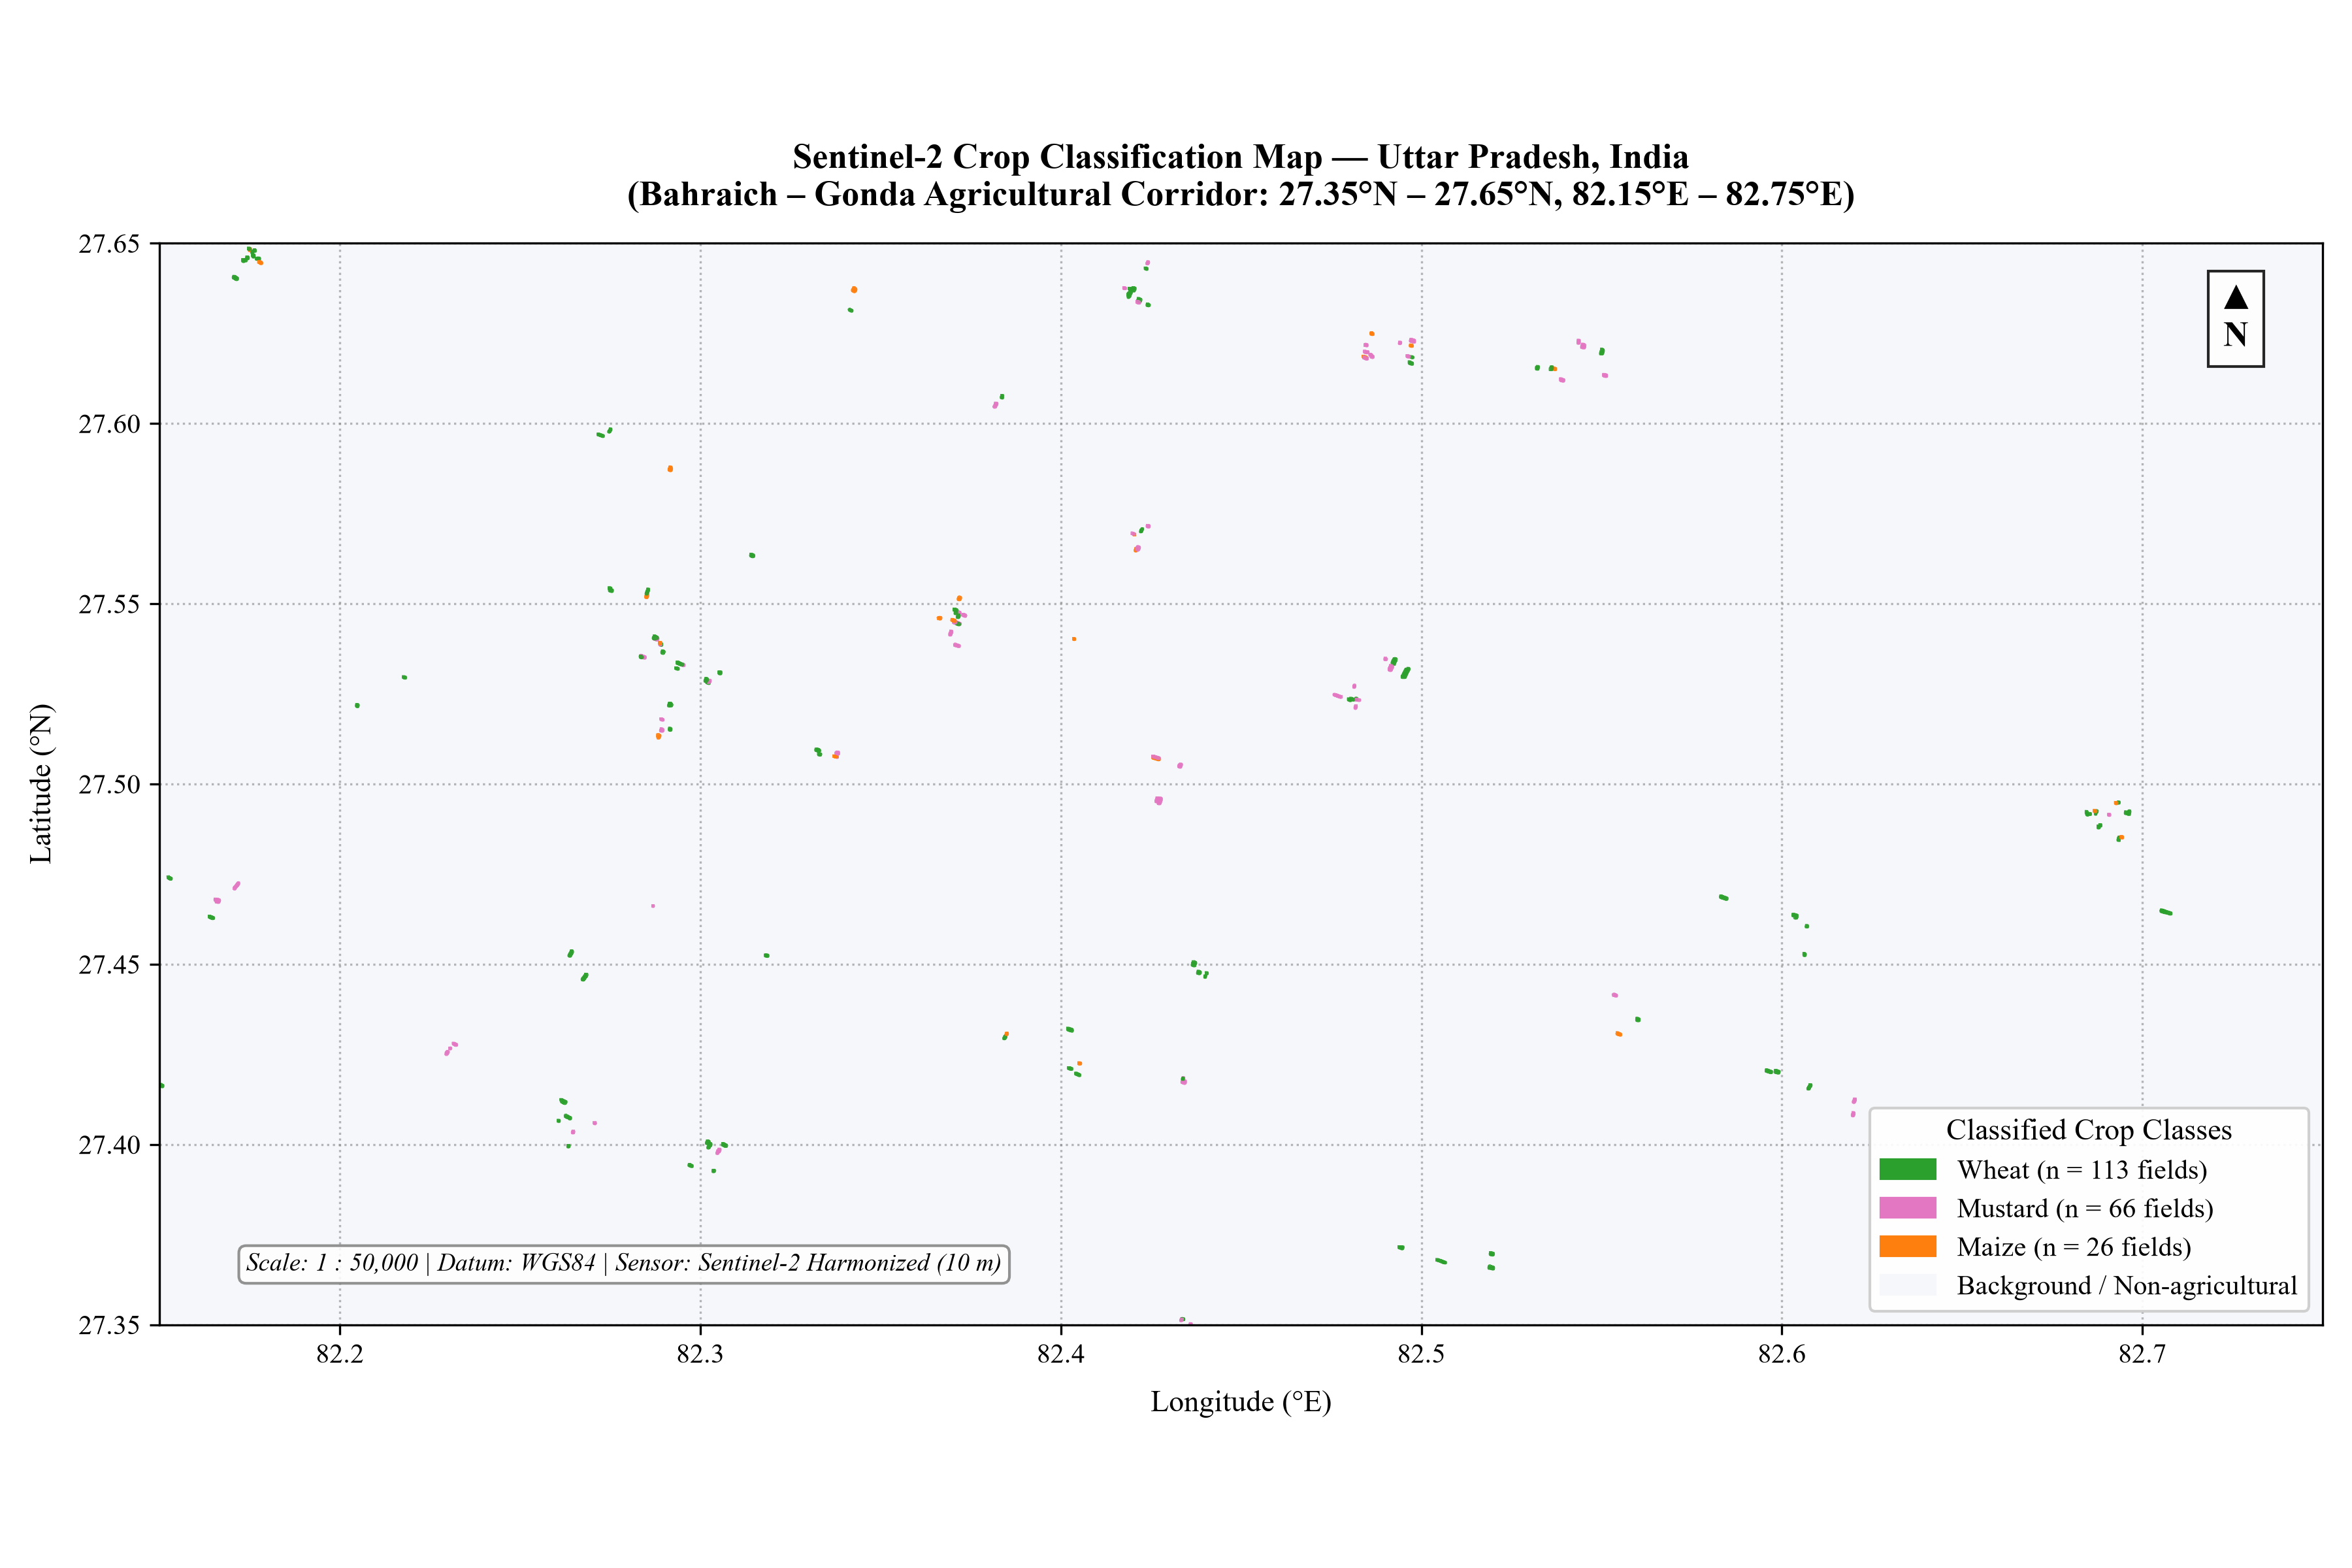 Sentinel-2 Crop Classification Map — Uttar Pradesh, India
(Bahraich – Gonda Agricultural Corridor: 27.35°N – 27.65°N, 82.15°E – 82.75°E)
27.65
27.60
27.55
27.50
27.45
27.40
27.35
Latitude (°N)
▲
N
Classified Crop Classes
Wheat (n = 113 fields)
Mustard (n = 66 fields)
Maize (n = 26 fields)
Background / Non-agricultural
Scale: 1 : 50,000 | Datum: WGS84 | Sensor: Sentinel-2 Harmonized (10 m)
82.2 82.3 82.4 82.5 82.6 82.7
Longitude (°E)